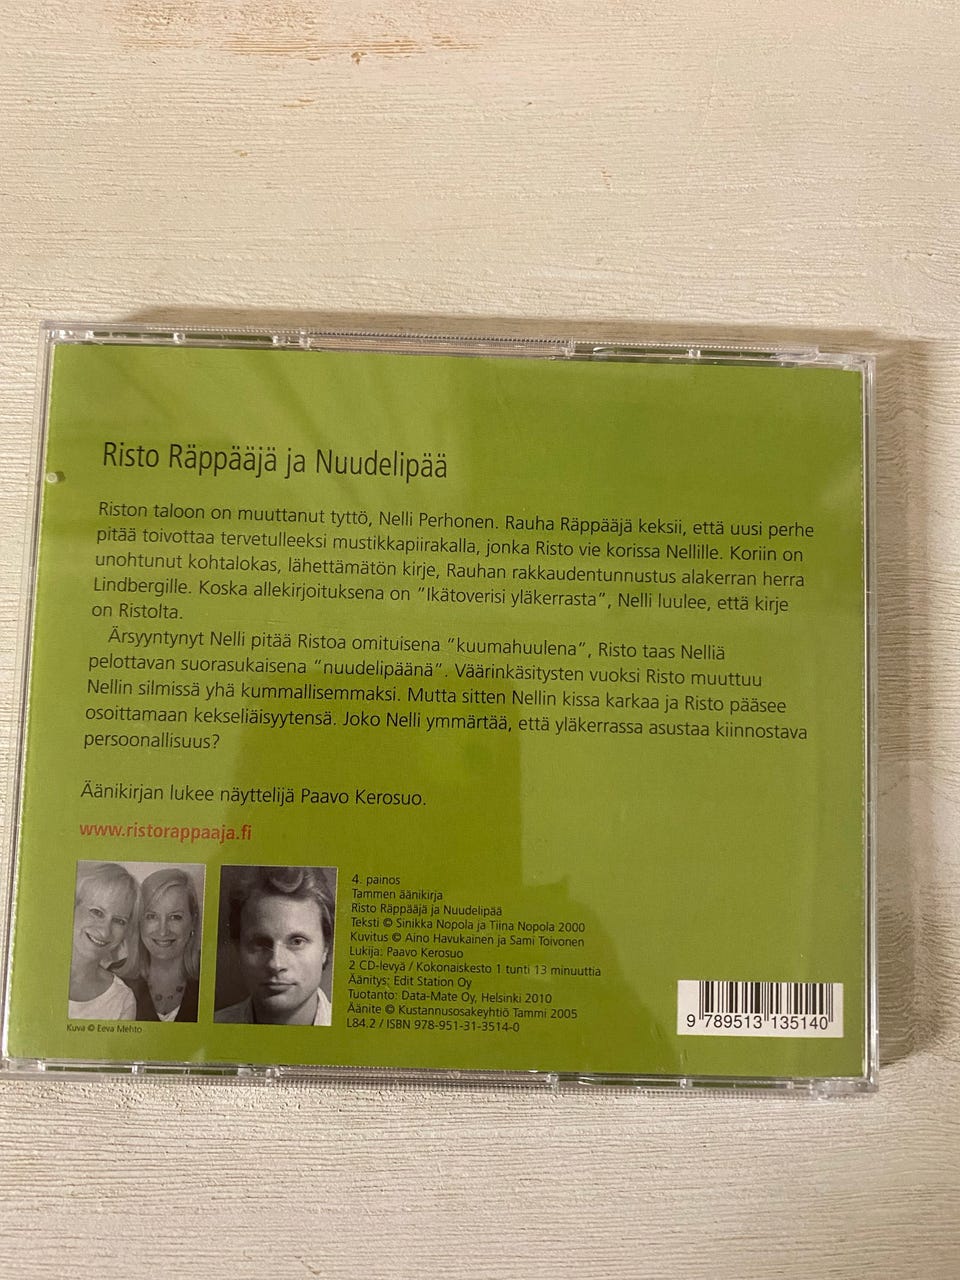 Risto Räppääjä ja Nuudelipää
Riston taloon on muuttanut tyttö, Nelli Perhonen. Rauha Räppääjä keksii, että uusi perhe
pitää toivottaa tervetulleeksi mustikkapiirakalla, jonka Risto vie korissa Nellille. Koriin on
unohtunut kohtalokas, lähettämätön kirje, Rauhan rakkaudentunnustus alakerran herra
Lindbergille. Koska allekirjoituksena on ”Ikätoverisi yläkerrasta”, Nelli luulee, että kirje
on Ristolta.
Ärsyyntynyt Nelli pitää Ristoa omituisena ”kuumahuulena”, Risto taas Nelliä
pelottavan suorasukaisena ”nuudelipäänä”. Väärinkäsitysten vuoksi Risto muuttuu
Nellin silmissä yhä kummallisemmaksi. Mutta sitten Nellin kissa karkaa ja Risto pääsee
osoittamaan kekseliäisyytensä. Joko Nelli ymmärtää, että yläkerrassa asustaa kiinnostava
persoonallisuus?
Äänikirjan lukee näyttelijä Paavo Kerosuo.
www.ristorappaaja.fi
Kuva © Eeva Mehto
4. painos
Tammen äänikirja
Risto Räppääjä ja Nuudelipää
Teksti © Sinikka Nopola ja Tiina Nopola 2000
Kuvitus © Aino Havukainen ja Sami Toivonen
Lukija: Paavo Kerosuo
2 CD-levyä / Kokonaiskesto 1 tunti 13 minuuttia
Äänitys: Edit Station Oy
Tuotanto: Data-Mate Oy, Helsinki 2010
Äänite © Kustannusosakeyhtiö Tammi 2005
L84.2 / ISBN 978-951-31-3514-0
9 789513 135140